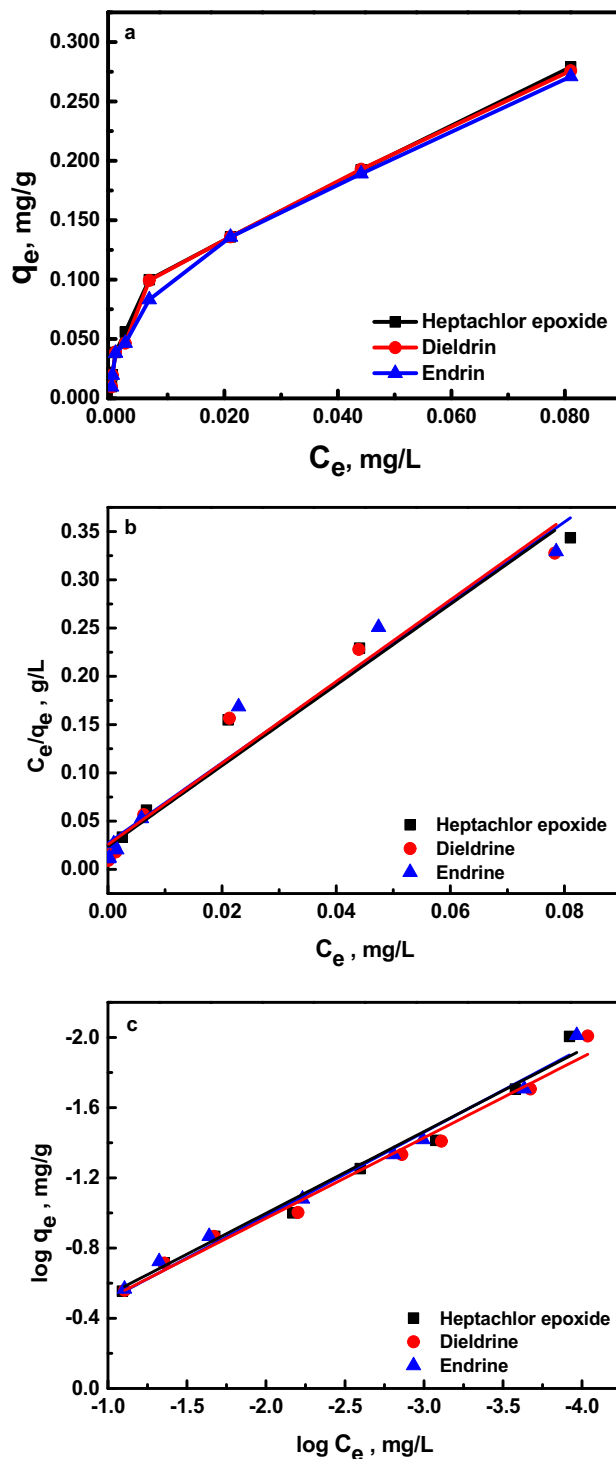 a
0.300
0.250
0.200
0.150
0.100
0.050
0.000
qe, mg/g
Heptachlor epoxide
Dieldrin
Endrin
0.000 0.020 0.040 0.060 0.080
Ce, mg/L
b
0.35
0.30
0.25
0.20
0.15
0.10
0.05
0.00
Ce/qe , g/L
Heptachlor epoxide
Dieldrine
Endrine
0.00 0.02 0.04 0.06 0.08
Ce , mg/L
c
-2.0
-1.6
-1.2
-0.8
-0.4
0.0
log qe, mg/g
Heptachlor epoxide
Dieldrine
Endrine
-1.0 -1.5 -2.0 -2.5 -3.0 -3.5 -4.0
log Ce , mg/L